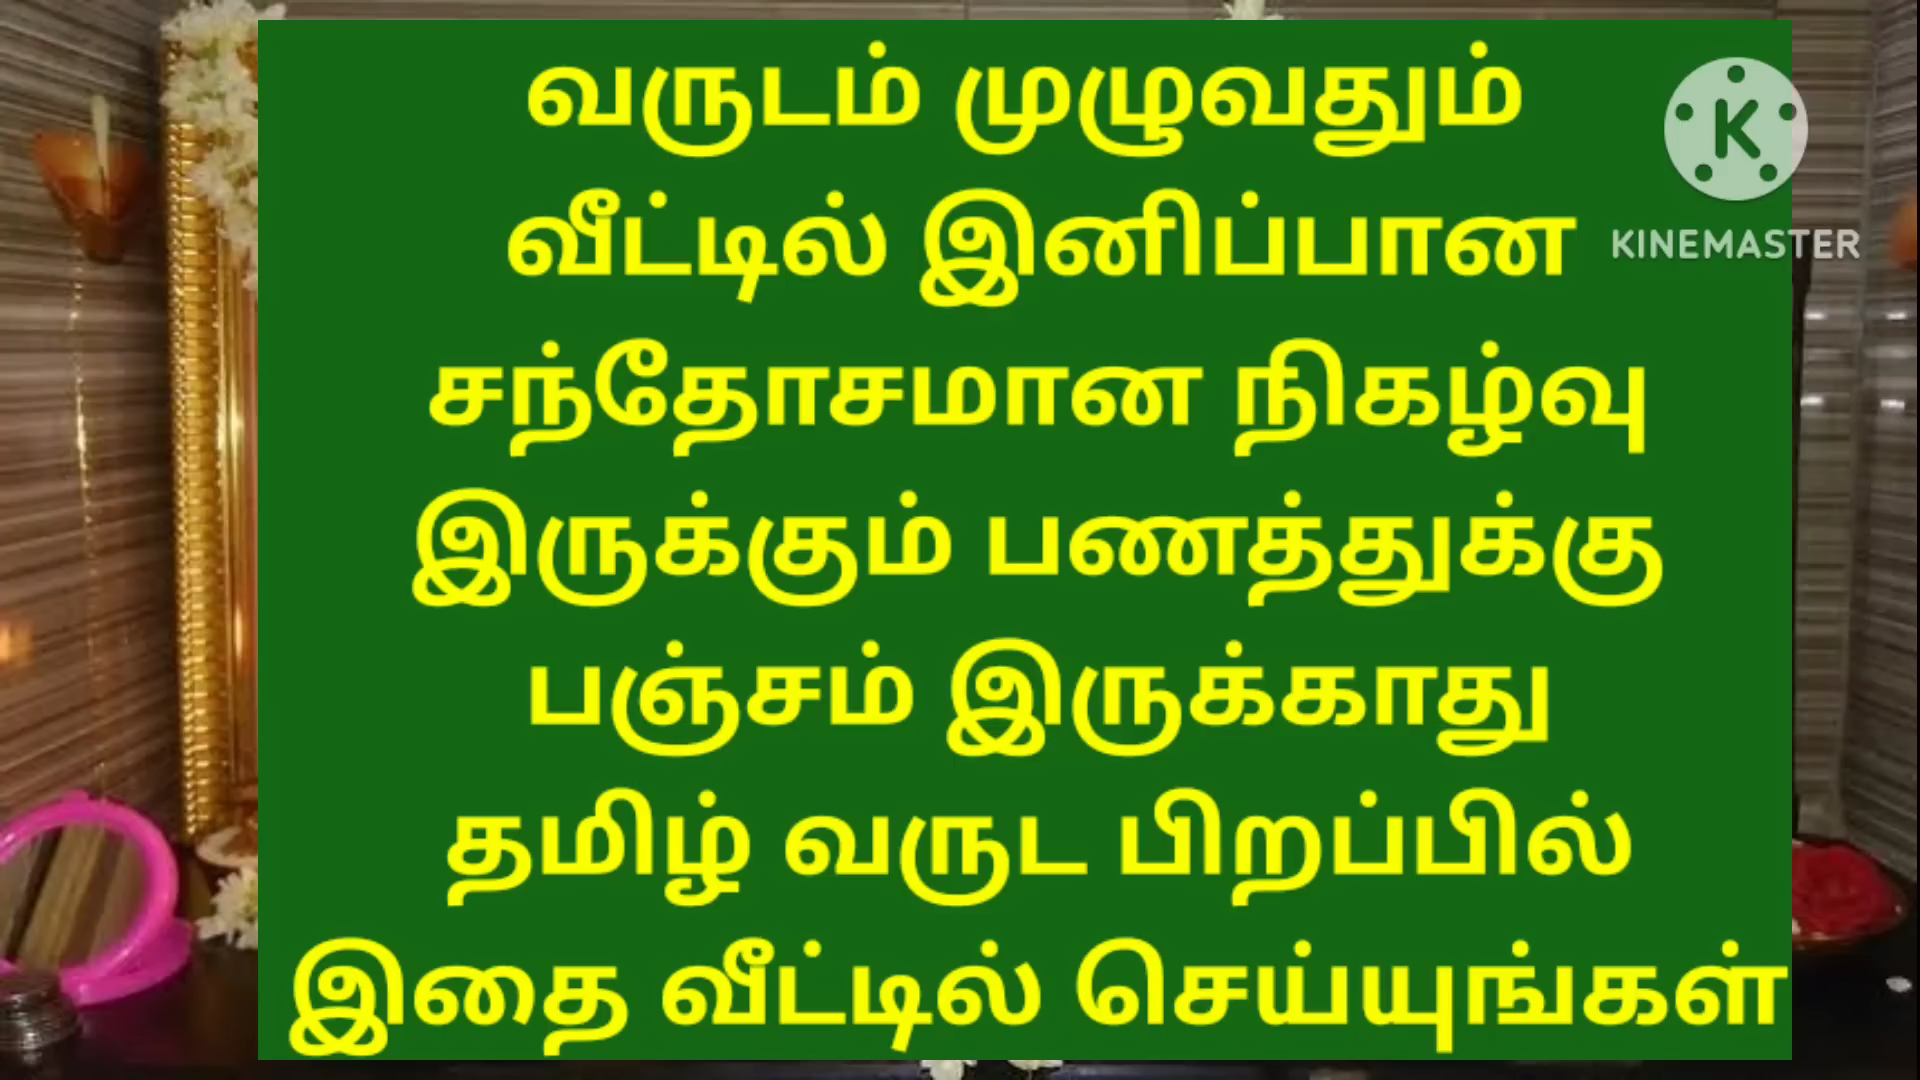 வருடம் முழுவதும்
வீட்டில் இனிப்பான
சந்தோசமான நிகழ்வு
இருக்கும் பணத்துக்கு
பஞ்சம் இருக்காது
தமிழ் வருட பிறப்பில்
இதை வீட்டில் செய்யுங்கள்
K
KINEMASTER